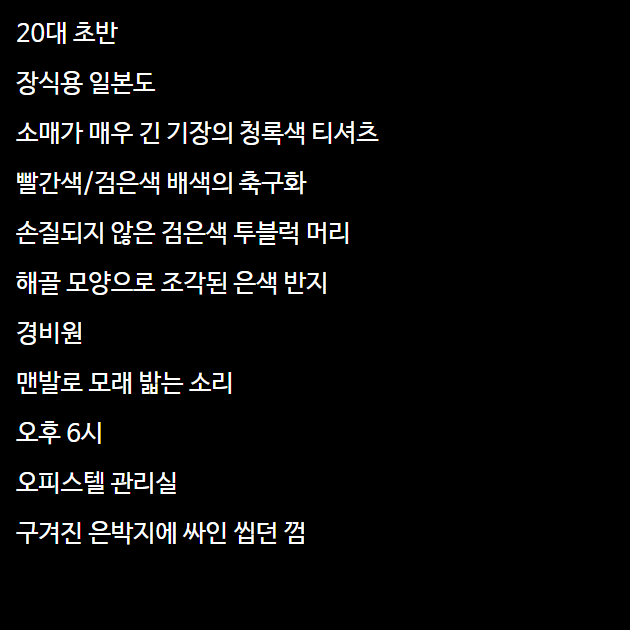 20대 초반
장식용 일본도
소매가 매우 긴 기장의 청록색 티셔츠
빨간색/검은색 배색의 축구화
손질되지 않은 검은색 투블럭 머리
해골 모양으로 조각된 은색 반지
경비원
맨발로 모래 밟는 소리
오후 6시
오피스텔 관리실
구겨진 은박지에 싸인 씹던 껌